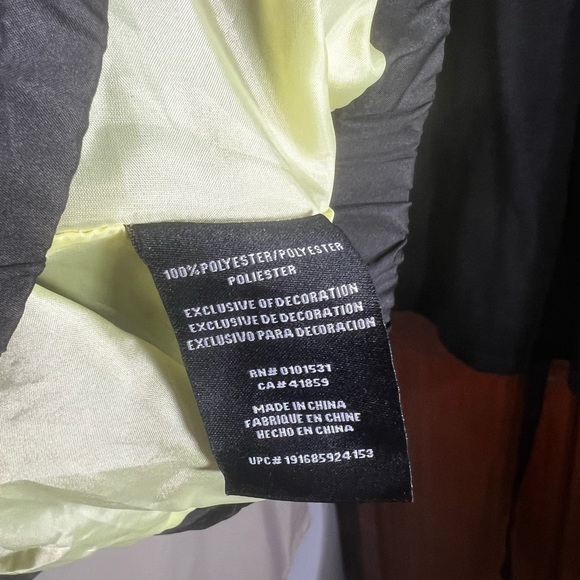 100% POLYESTER/POLYESTER
POLIESTER
EXCLUSIVE OF DECORATION
EXCLUSIVE DE DECORATION
EXCLUSIVO PARA DECORACION
RN# 0101531
CA# 41859
MADE IN CHINA
FABRIQUE EN CHINE
HECHO EN CHINA
UPC# 191685924153